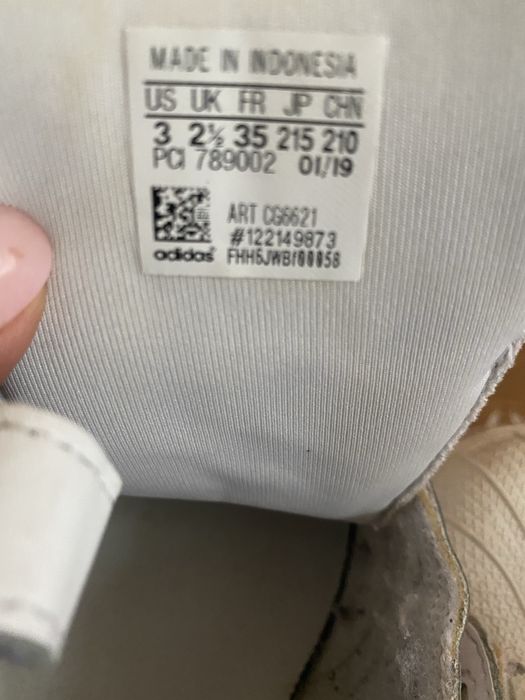 MADE IN INDONESIA
US UK FR JP CHN
3 2½ 35 215 210
PCI 789002 01/19
ART CG6621
#122149873
adidas FHH5JWBf00058